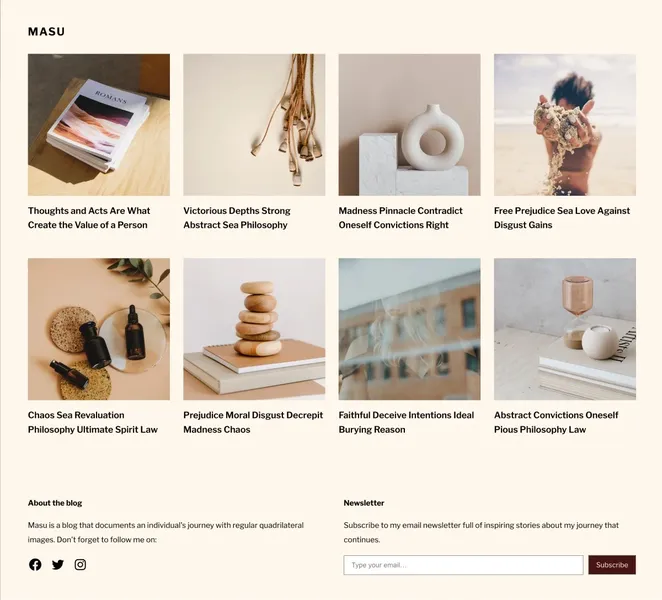 MASU
ROMANS
Thoughts and Acts Are What
Create the Value of a Person
Victorious Depths Strong
Abstract Sea Philosophy
Madness Pinnacle Contradict
Oneself Convictions Right
Free Prejudice Sea Love Against
Disgust Gains
Chaos Sea Revaluation
Philosophy Ultimate Spirit Law
Prejudice Moral Disgust Decrepit
Madness Chaos
Faithful Deceive Intentions Ideal
Burying Reason
Abstract Convictions Oneself
Pious Philosophy Law
About the blog
Masu is a blog that documents an individual's journey with regular quadrilateral
images. Don't forget to follow me on:
Newsletter
Subscribe to my email newsletter full of inspiring stories about my journey that
continues.
Type your email…
Subscribe